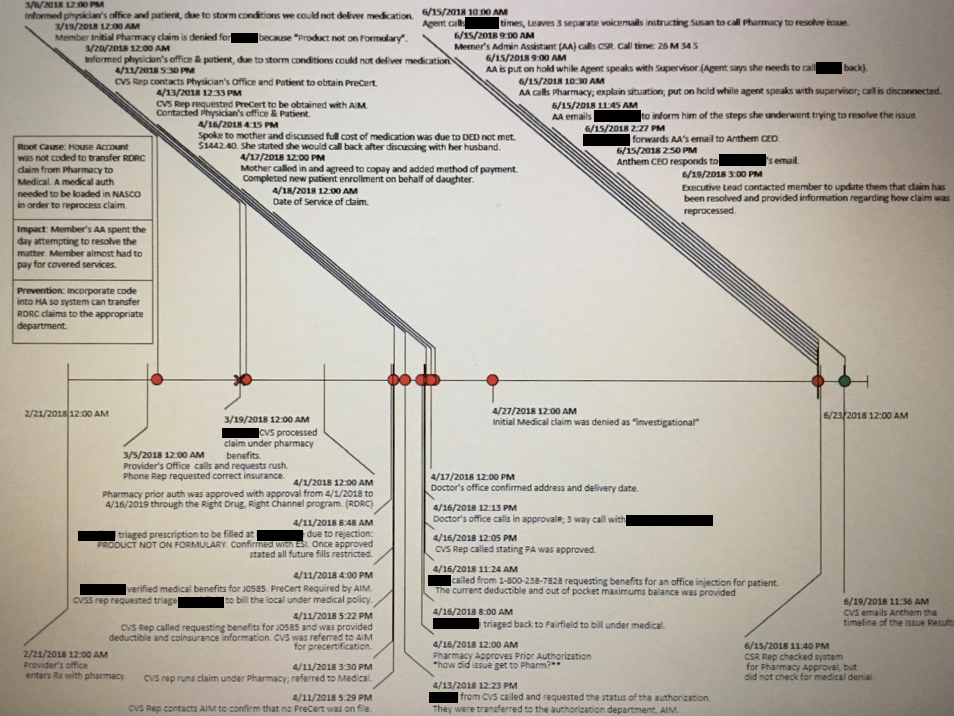 3/6/2018 12:00 PM
Informed physician's office and patient, due to storm conditions we could not deliver medication.
3/19/2018 12:00 AM
Member Initial Pharmacy claim is denied for because "Product not on Formulary".
3/20/2018 12:00 AM
Informed physician's office & patient, due to storm conditions could not deliver medication.
4/11/2018 5:30 PM
CVS Rep contacts Physician's Office and Patient to obtain PreCert.
4/13/2018 12:33 PM
CVS Rep requested PreCert to be obtained with AIM.
Contacted Physician's Office & Patient.
4/16/2018 4:15 PM
Spoke to mother and discussed full cost of medication was due to DED not met.
$1442.40. She stated she would call back after discussing with her husband.
4/17/2018 12:00 PM
Mother called in and agreed to copay and added method of payment.
Completed new patient enrollment on behalf of daughter.
4/18/2018 12:00 AM
Date of Service of claim.
6/15/2018 10:00 AM
Agent calls times, Leaves 3 separate voicemails instructing Susan to call Pharmacy to resolve issue.
6/15/2018 9:00 AM
Memer's Admin Assistant (AA) calls CSR. Call time: 26 M 34 S
6/15/2018 9:00 AM
AA is put on hold while Agent speaks with Supervisor.(Agent says she needs to call back).
6/15/2018 10:30 AM
AA calls Pharmacy; explain situation; put on hold while agent speaks with supervisor; call is disconnected.
6/15/2018 11:45 AM
AA emails to inform him of the steps she underwent trying to resolve the issue.
6/15/2018 2:27 PM
forwards AA's email to Anthem CEO.
6/15/2018 2:50 PM
Anthem CEO responds to 's email.
6/19/2018 3:00 PM
Executive Lead contacted member to update them that claim has
been resolved and provided information regarding how claim was
reprocessed.
Root Cause: House Account
was not coded to transfer RDRC
claim from Pharmacy to
Medical. A medical auth
needed to be loaded in NASCO
in order to reprocess claim.
Impact: Member's AA spent the
day attempting to resolve the
matter. Member almost had to
pay for covered services.
Prevention: Incorporate code
into HA so system can transfer
RDRC claims to the appropriate
department.
2/21/2018 12:00 AM
6/23/2018 12:00 AM
4/27/2018 12:00 AM
Initial Medical claim was denied as "investigational"
3/19/2018 12:00 AM
CVS processed
claim under pharmacy
benefits.
3/5/2018 12:00 AM
Provider's Office calls and requests rush.
Phone Rep requested correct insurance.
4/1/2018 12:00 AM
Pharmacy prior auth was approved with approval from 4/1/2018 to
4/16/2019 through the Right Drug, Right Channel program. (RDRC)
4/11/2018 8:48 AM
triaged prescription to be filled at due to rejection:
PRODUCT NOT ON FORMULARY. Confirmed with ESI. Once approved
stated all future fills restricted.
4/11/2018 4:00 PM
verified medical benefits for J0585. PreCert Required by AIM.
CVSS rep requested triage to bill the local under medical policy.
4/11/2018 5:22 PM
CVS Rep called requesting benefits for J0585 and was provided
deductible and coinsurance information. CVS was referred to AIM
for precertification.
4/11/2018 3:30 PM
CVS rep runs claim under Pharmacy; referred to Medical.
4/11/2018 5:29 PM
CVS Rep contacts AIM to confirm that no PreCert was on file.
2/21/2018 12:00 AM
Provider's office
enters Rx with pharmacy.
4/17/2018 12:00 PM
Doctor's office confirmed address and delivery date.
4/16/2018 12:13 PM
Doctor's office calls in approval#; 3 way call with
4/16/2018 12:05 PM
CVS Rep called stating PA was approved.
4/16/2018 11:24 AM
called from 1-800-238-7828 requesting benefits for an office injection for patient.
The current deductible and out of pocket maximums balance was provided
4/16/2018 8:00 AM
triaged back to Fairfield to bill under medical.
4/16/2018 12:00 AM
Pharmacy Approves Prior Authorization
*how did issue get to Pharm?**
4/13/2018 12:23 PM
from CVS called and requested the status of the authorization.
They were transferred to the authorization department, AIM.
6/19/2018 11:36 AM
CVS emails Anthem the
timeline of the Issue Results
6/15/2018 11:40 PM
CSR Rep checked system
for Pharmacy Approval, but
did not check for medical denial.